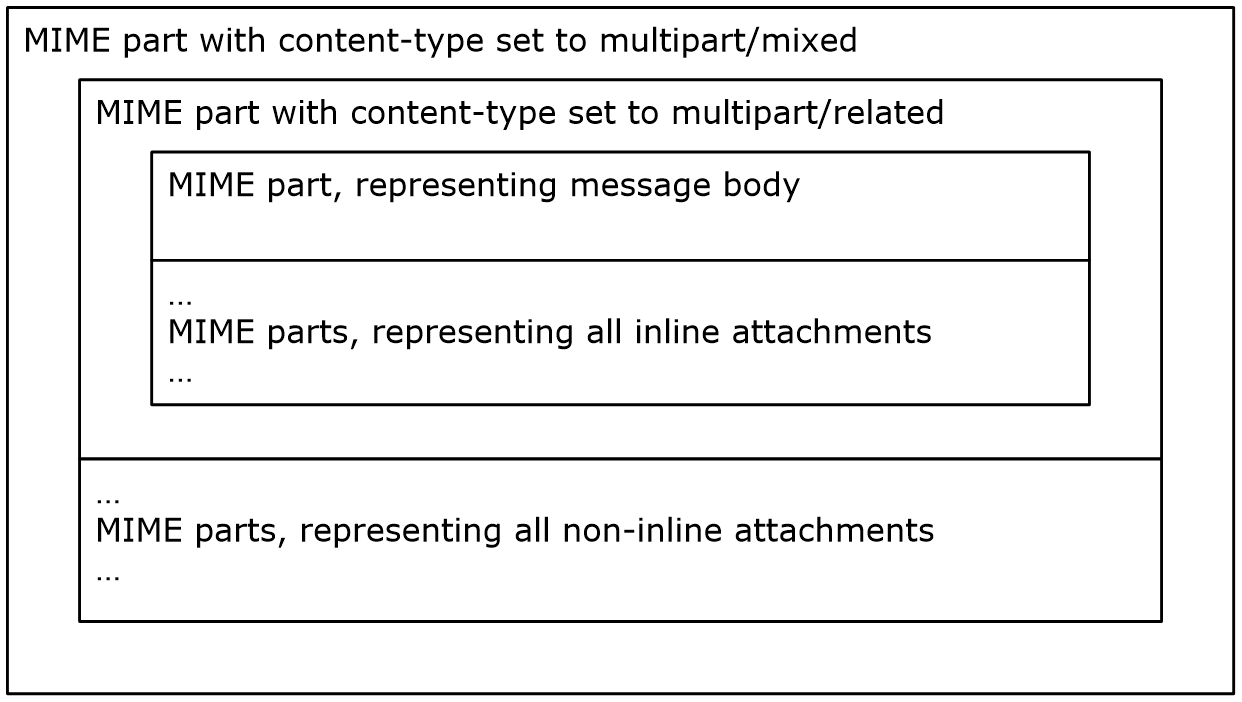 MIME part with content-type set to multipart/mixed
MIME part with content-type set to multipart/related
MIME part, representing message body
...
MIME parts, representing all inline attachments
...
...
MIME parts, representing all non-inline attachments
...